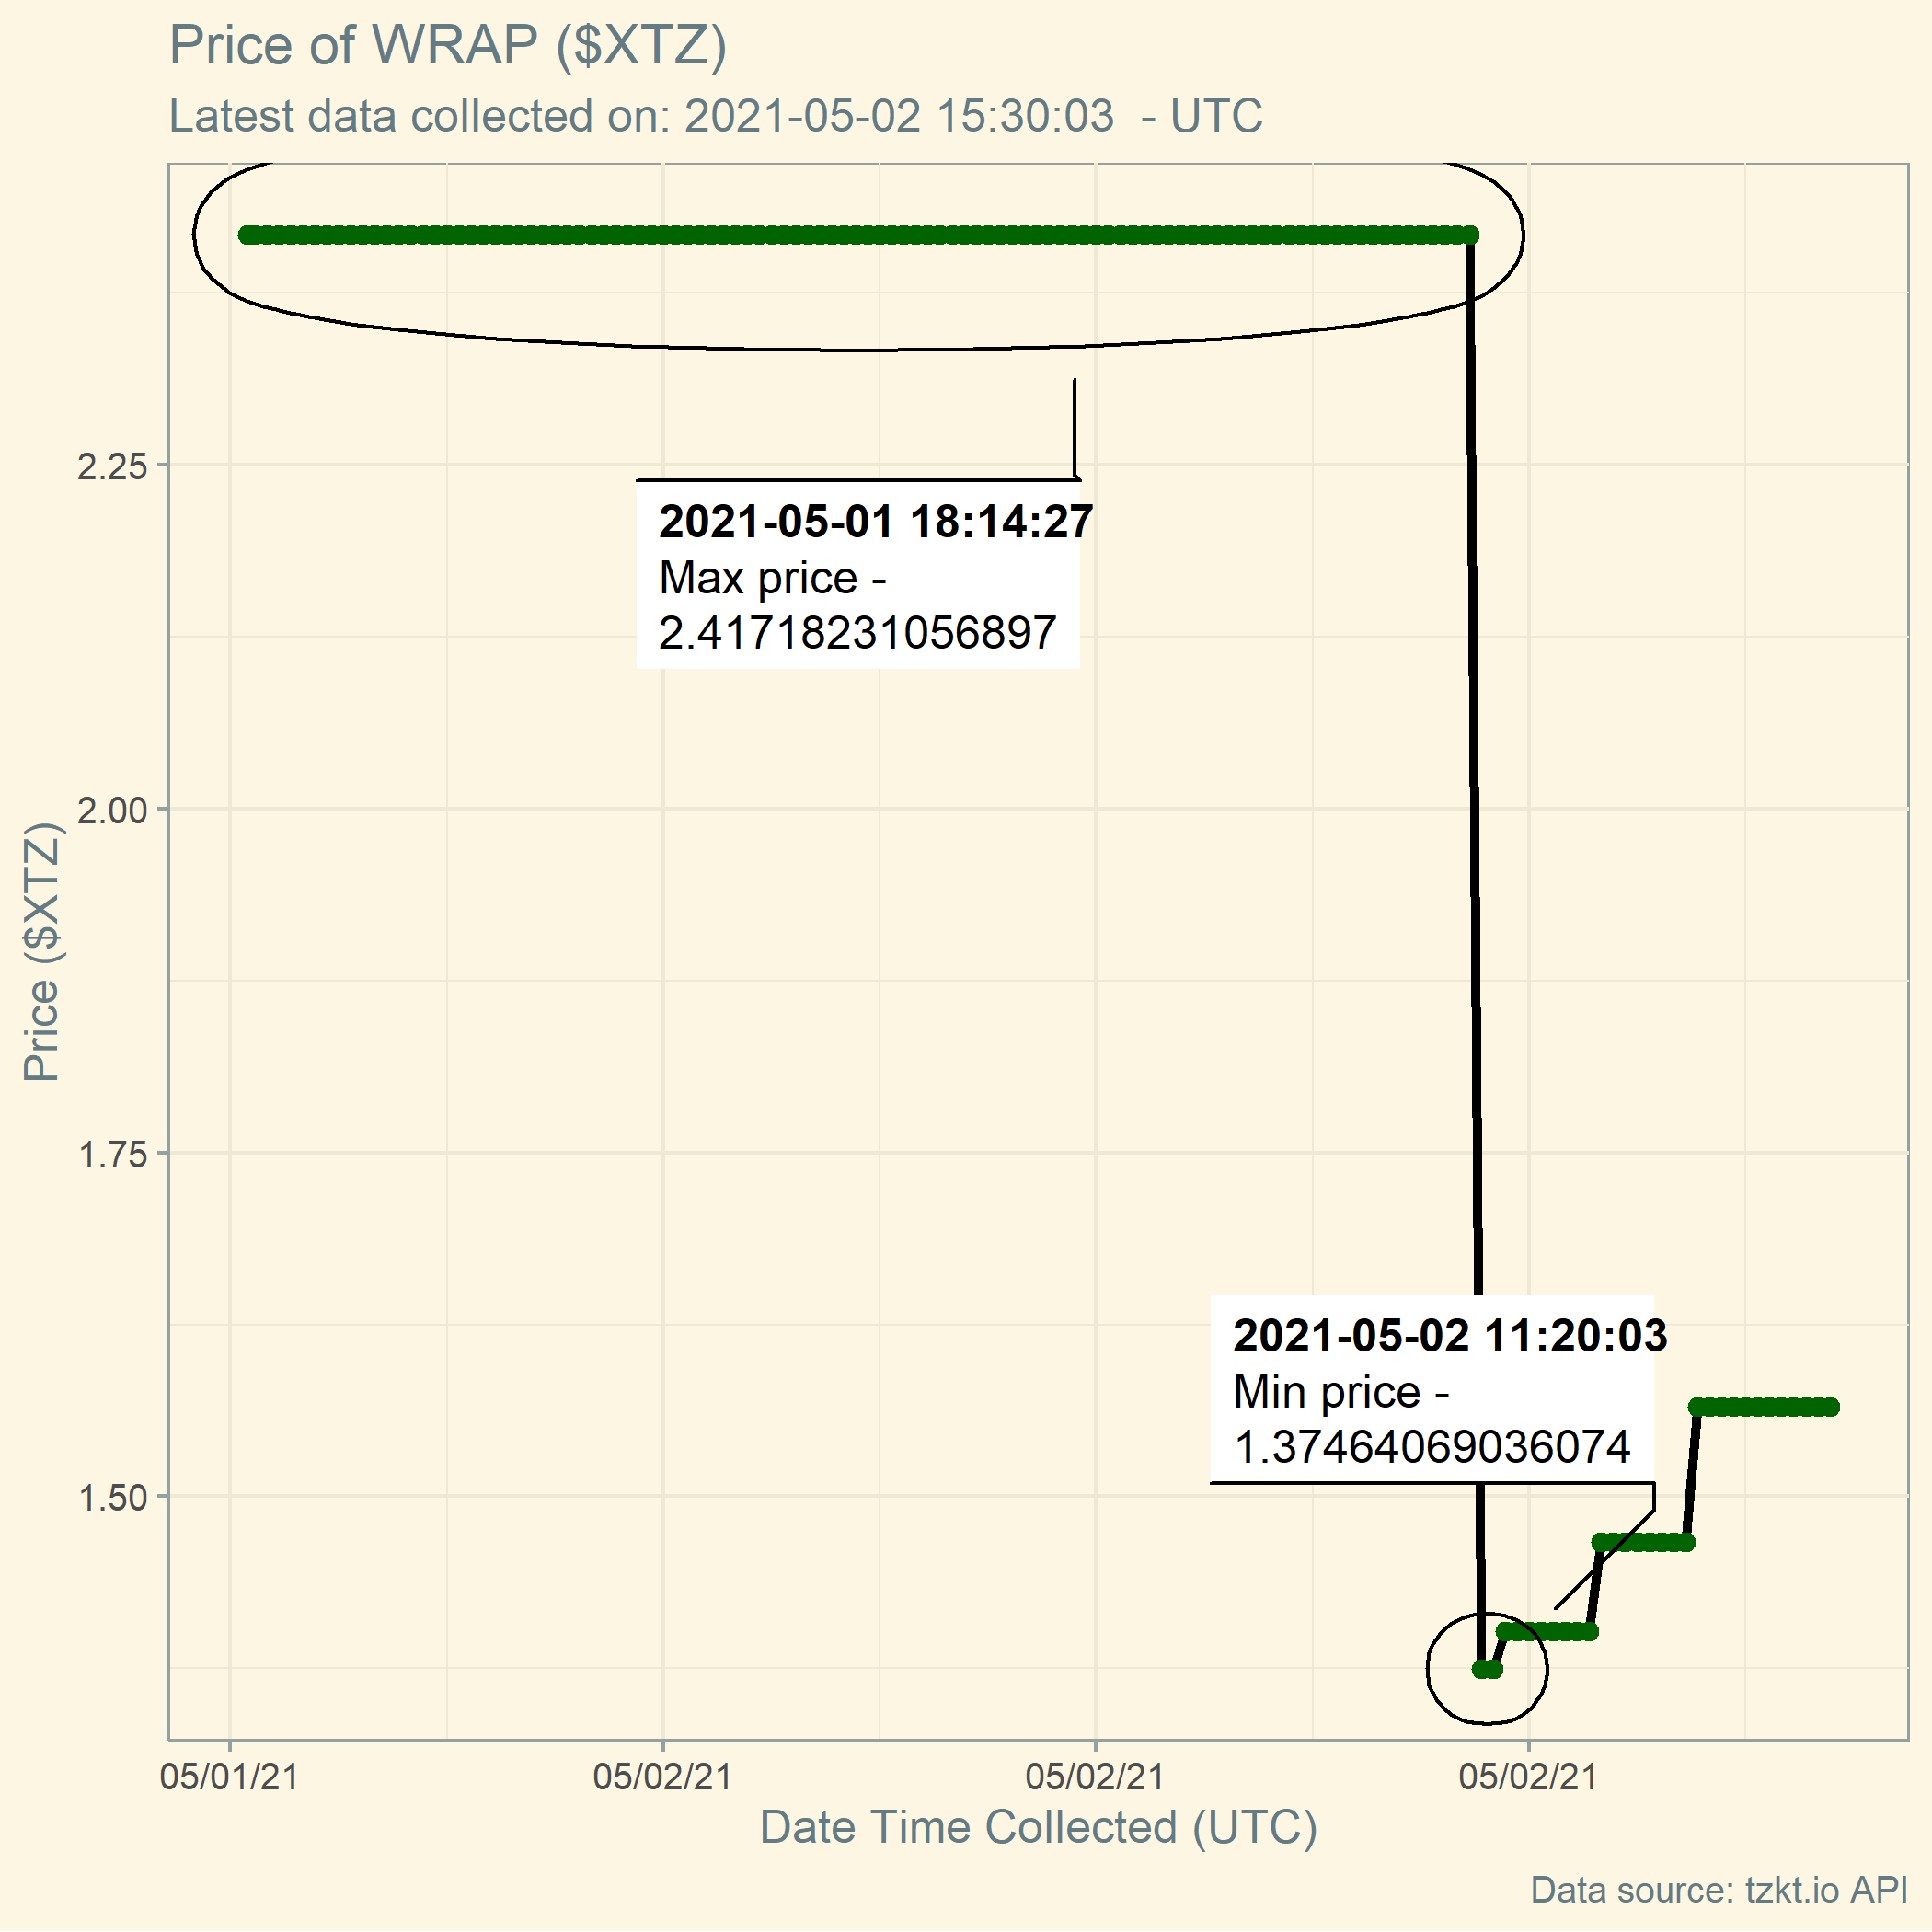 Price of WRAP ($XTZ)
Latest data collected on: 2021-05-02 15:30:03  - UTC
2021-05-01 18:14:27
Max price -
2.41718231056897
2021-05-02 11:20:03
Min price -
1.37464069036074
2.25
2.00
1.75
1.50
Price ($XTZ)
05/01/21
05/02/21
05/02/21
05/02/21
Date Time Collected (UTC)
Data source: tzkt.io API